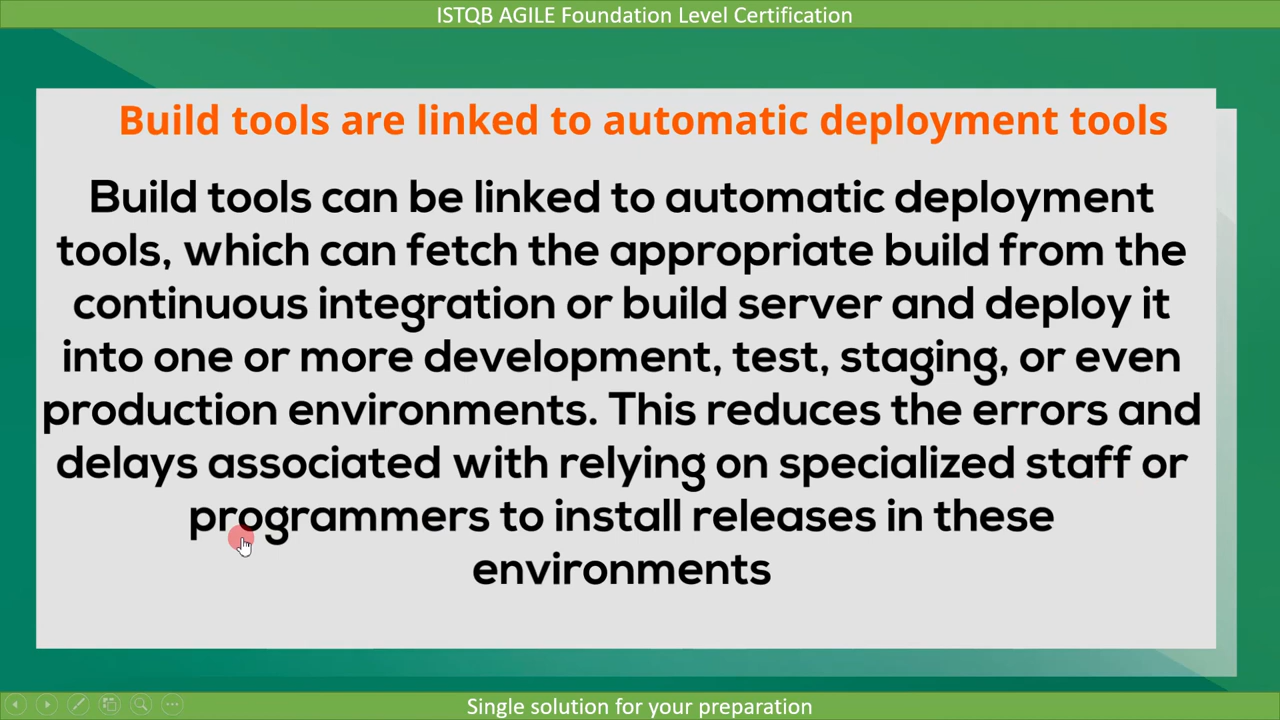 ISTQB AGILE Foundation Level Certification
Build tools are linked to automatic deployment tools
Build tools can be linked to automatic deployment
tools, which can fetch the appropriate build from the
continuous integration or build server and deploy it
into one or more development, test, staging, or even
production environments. This reduces the errors and
delays associated with relying on specialized staff or
programmers to install releases in these
environments
Single solution for your preparation